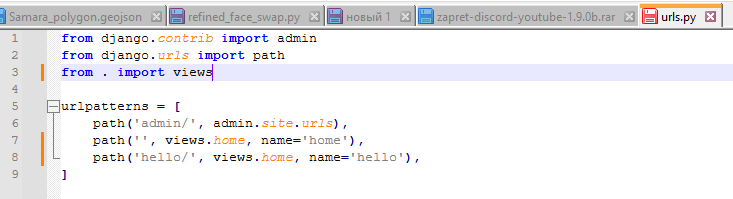 Samara_polygon.geojson refined_face_swap.py новый 1 zapret-discord-youtube-1.9.0b.rar urls.py
1 from django.contrib import admin
2 from django.urls import path
3 from . import views
4
5 urlpatterns = [
6 path('admin/', admin.site.urls),
7 path('', views.home, name='home'),
8 path('hello/', views.home, name='hello'),
9 ]